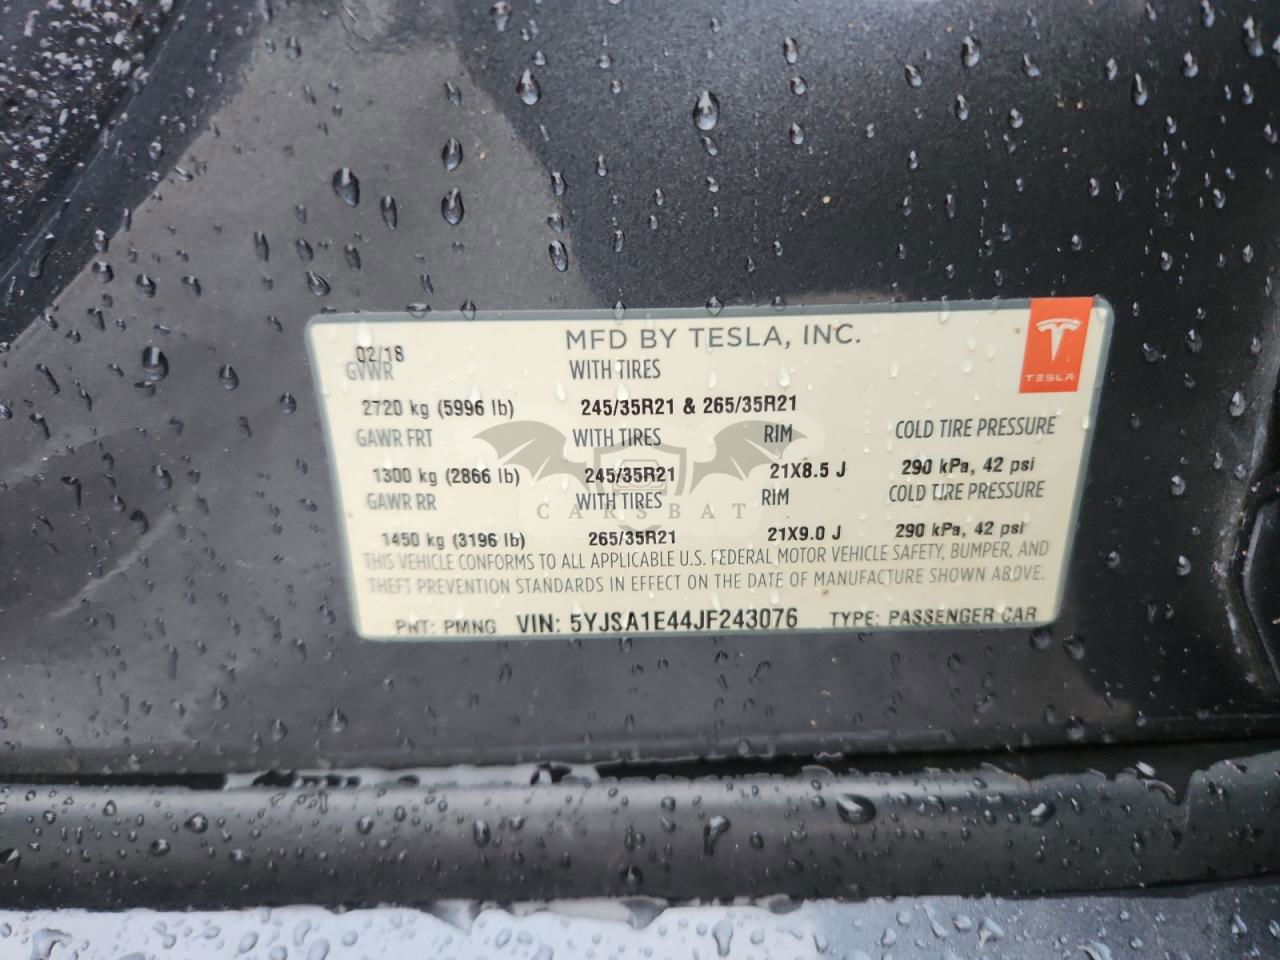 MFD BY TESLA, INC.
02/18
GVWR WITH TIRES
TESLA
2720 kg (5996 lb) 245/35R21 & 265/35R21
GAWR FRT WITH TIRES RIM COLD TIRE PRESSURE
1300 kg (2866 lb) 245/35R21 21X8.5 J 290 kPa, 42 psi
GAWR RR WITH TIRES RIM COLD TIRE PRESSURE
CARSBAT
1450 kg (3196 lb) 265/35R21 21X9.0 J 290 kPa, 42 psi
THIS VEHICLE CONFORMS TO ALL APPLICABLE U.S. FEDERAL MOTOR VEHICLE SAFETY, BUMPER, AND
THEFT PREVENTION STANDARDS IN EFFECT ON THE DATE OF MANUFACTURE SHOWN ABOVE.
PNT: PMNG VIN: 5YJSA1E44JF243076 TYPE: PASSENGER CAR